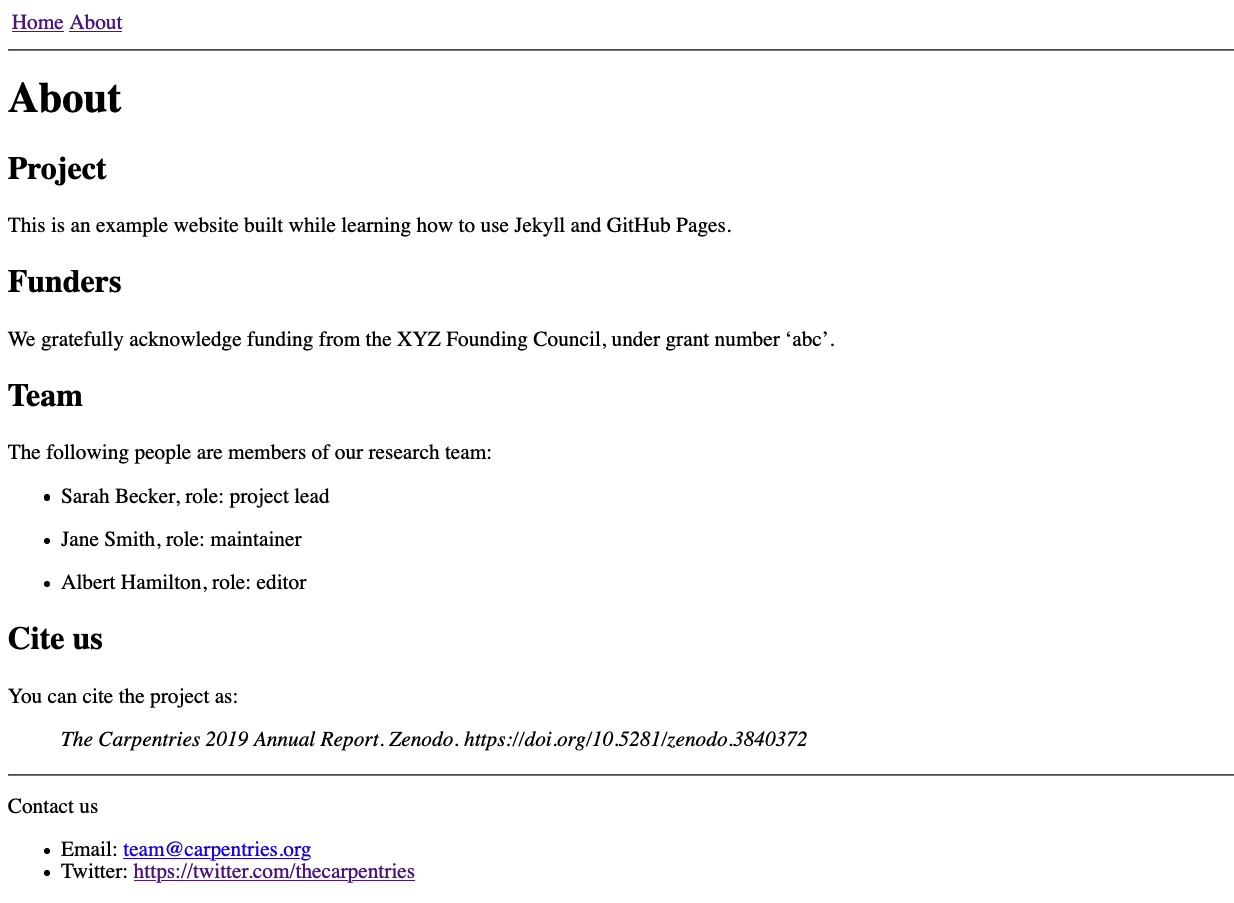 Home About
About
Project
This is an example website built while learning how to use Jekyll and GitHub Pages.
Funders
We gratefully acknowledge funding from the XYZ Founding Council, under grant number ‘abc’.
Team
The following people are members of our research team:
• Sarah Becker, role: project lead
• Jane Smith, role: maintainer
• Albert Hamilton, role: editor
Cite us
You can cite the project as:
The Carpentries 2019 Annual Report. Zenodo. https://doi.org/10.5281/zenodo.3840372
Contact us
• Email: team@carpentries.org
• Twitter: https://twitter.com/thecarpentries